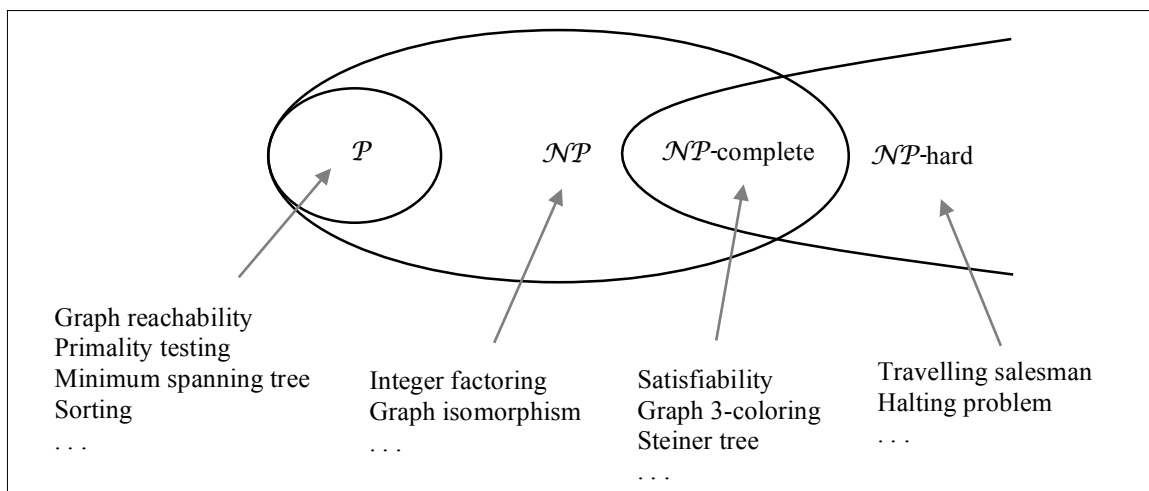 P
NP
NP-complete
NP-hard
Graph reachability
Primality testing
Minimum spanning tree
Sorting
. . .
Integer factoring
Graph isomorphism
. . .
Satisfiability
Graph 3-coloring
Steiner tree
. . .
Travelling salesman
Halting problem
. . .